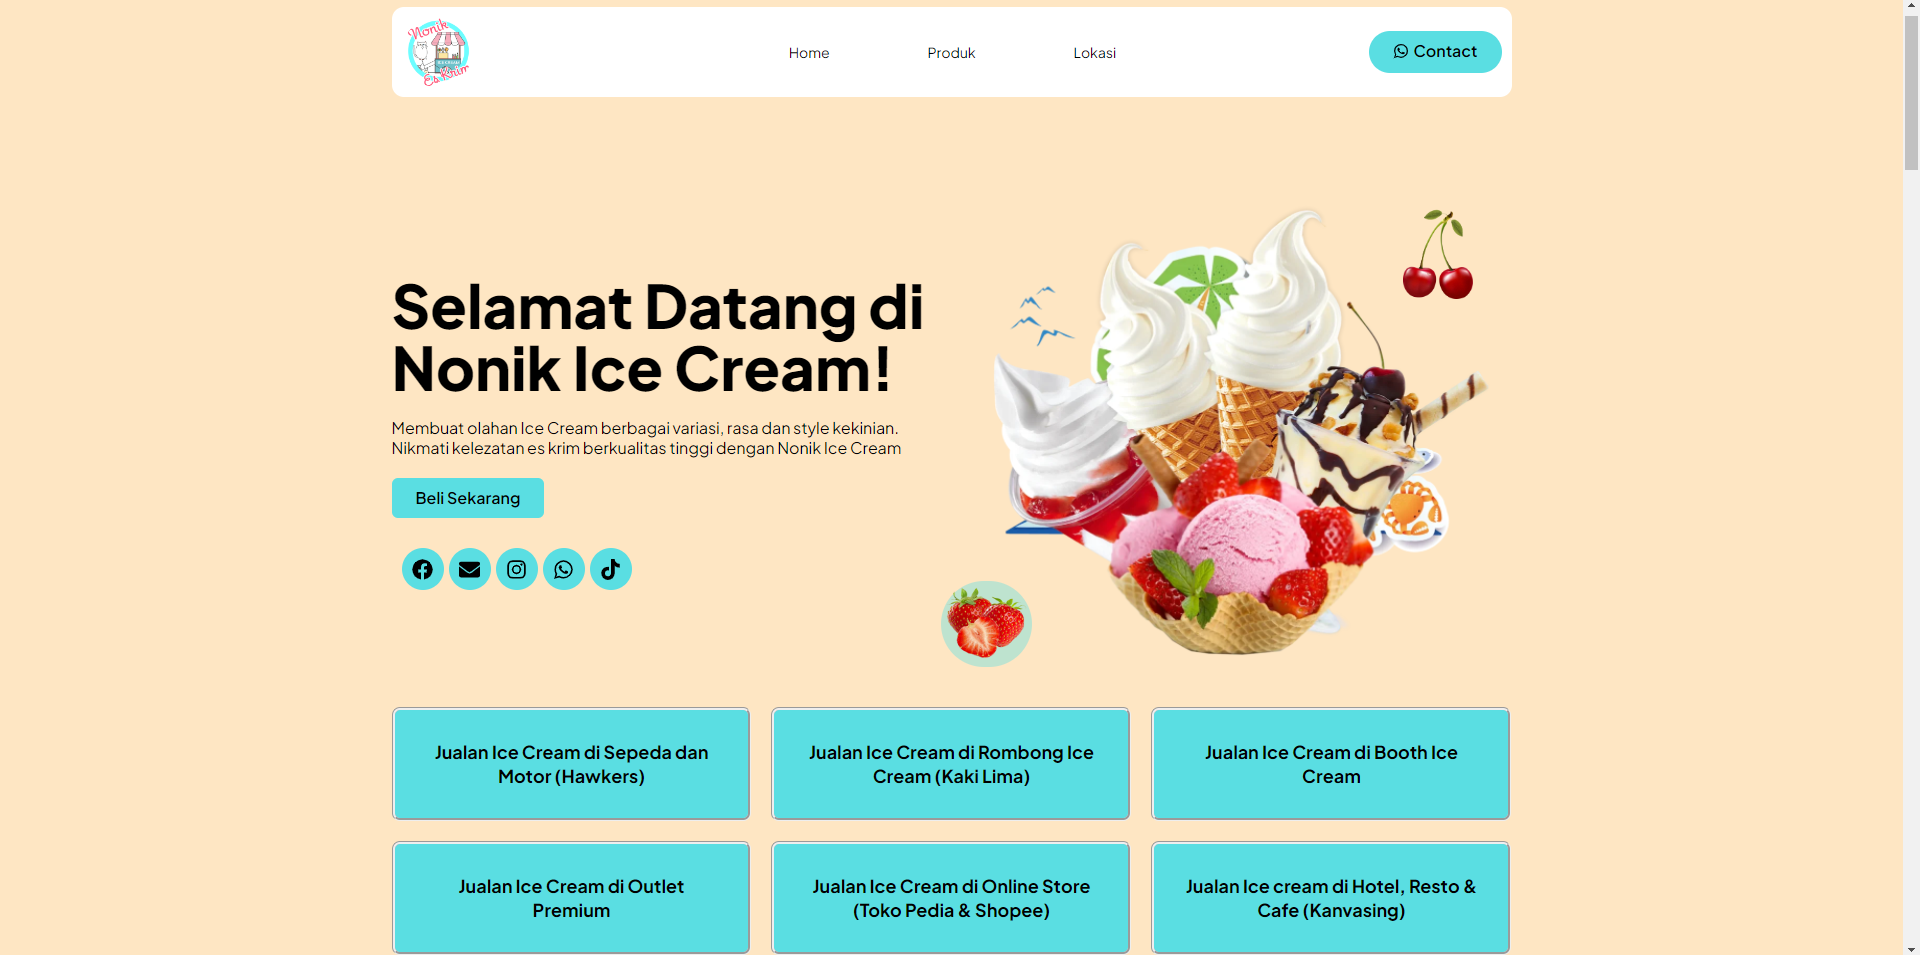 Nonik
Es Krim
Home
Produk
Lokasi
Contact
Selamat Datang di
Nonik Ice Cream!
Membuat olahan Ice Cream berbagai variasi, rasa dan style kekinian.
Nikmati kelezatan es krim berkualitas tinggi dengan Nonik Ice Cream
Beli Sekarang
Jualan Ice Cream di Sepeda dan
Motor (Hawkers)
Jualan Ice Cream di Rombong Ice
Cream (Kaki Lima)
Jualan Ice Cream di Booth Ice
Cream
Jualan Ice Cream di Outlet
Premium
Jualan Ice Cream di Online Store
(Toko Pedia & Shopee)
Jualan Ice cream di Hotel, Resto &
Cafe (Kanvasing)